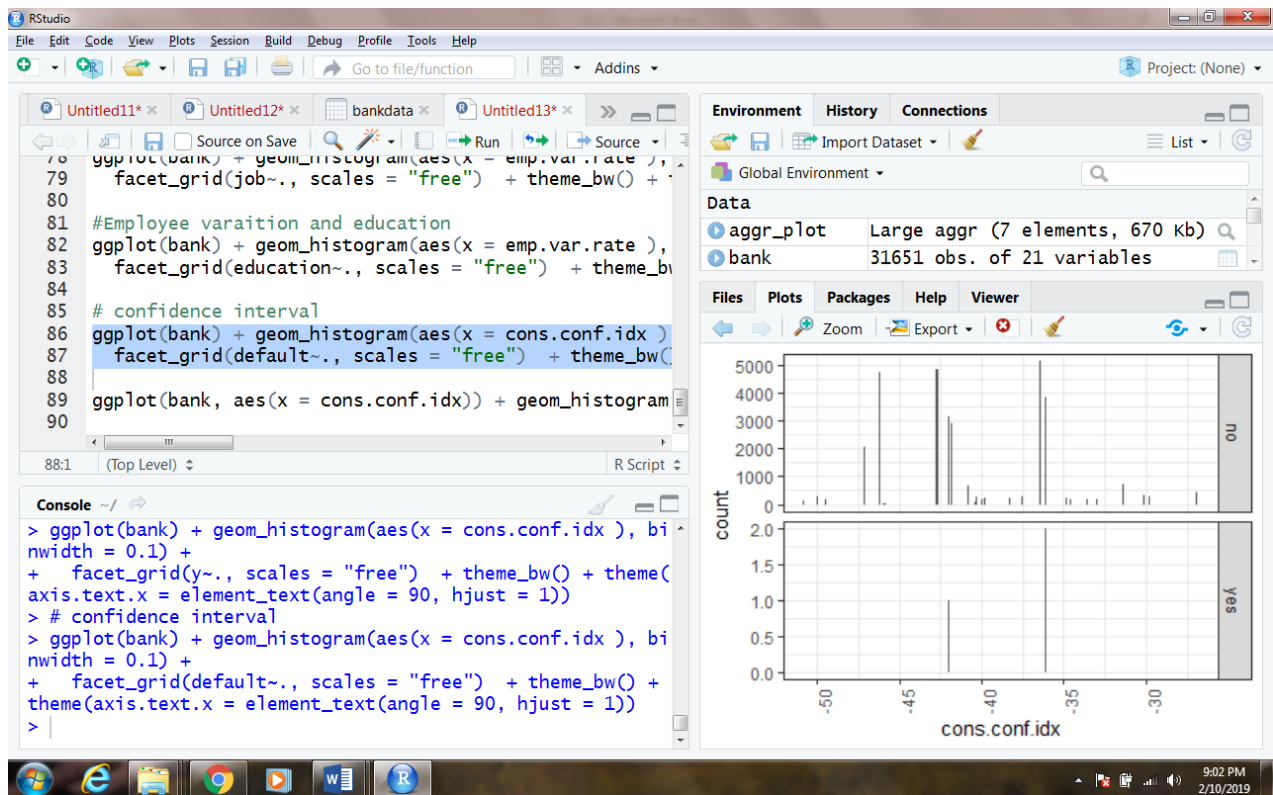 RStudio
File Edit Code View Plots Session Build Debug Profile Tools Help
Go to file/function Addins Project: (None)
Untitled11* Untitled12* bankdata Untitled13*
Source on Save Run Source
78 ggplot(bank) + geom_histogram(aes(x = emp.var.rate ),
79 facet_grid(job~., scales = "free") + theme_bw() +
80
81 #Employee varaition and education
82 ggplot(bank) + geom_histogram(aes(x = emp.var.rate ),
83 facet_grid(education~., scales = "free") + theme_bw
84
85 # confidence interval
86 ggplot(bank) + geom_histogram(aes(x = cons.conf.idx )
87 facet_grid(default~., scales = "free") + theme_bw(
88
89 ggplot(bank, aes(x = cons.conf.idx)) + geom_histogram
90
88:1 (Top Level) R Script
Console ~/
> ggplot(bank) + geom_histogram(aes(x = cons.conf.idx ), bi
nwidth = 0.1) +
+ facet_grid(y~., scales = "free") + theme_bw() + theme(
axis.text.x = element_text(angle = 90, hjust = 1))
> # confidence interval
> ggplot(bank) + geom_histogram(aes(x = cons.conf.idx ), bi
nwidth = 0.1) +
+ facet_grid(default~., scales = "free") + theme_bw() +
theme(axis.text.x = element_text(angle = 90, hjust = 1))
>
Environment History Connections
Import Dataset List
Global Environment
Data
aggr_plot Large aggr (7 elements, 670 Kb)
bank 31651 obs. of 21 variables
Files Plots Packages Help Viewer
Zoom Export
5000
4000
3000
2000
1000
0
no
count
2.0
1.5
1.0
0.5
0.0
yes
-50 -45 -40 -35 -30
cons.conf.idx
9:02 PM
2/10/2019